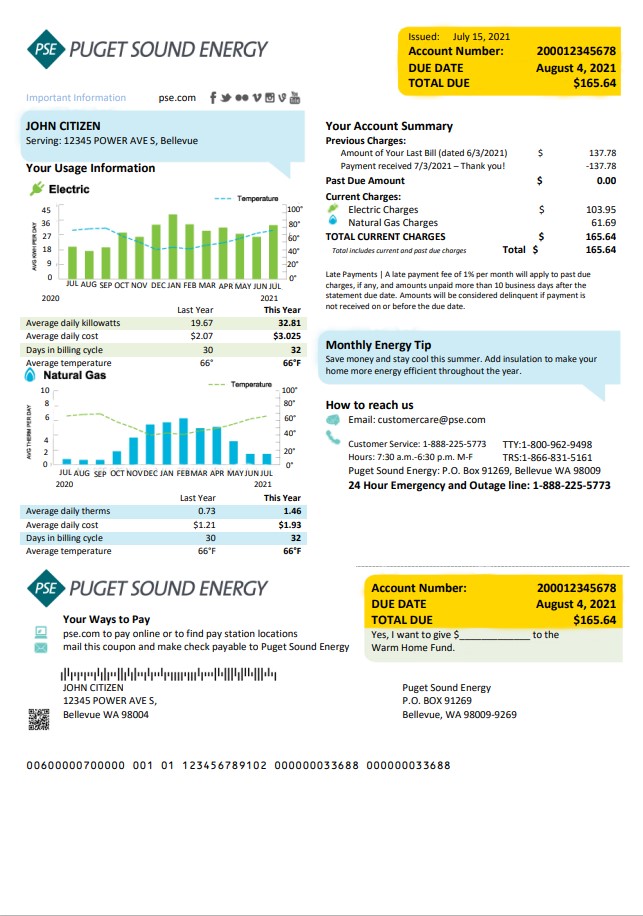 PSE PUGET SOUND ENERGY
Issued: July 15, 2021
Account Number: 200012345678
DUE DATE August 4, 2021
TOTAL DUE $165.64
Important Information pse.com
JOHN CITIZEN
Serving: 12345 POWER AVE S, Bellevue
Your Usage Information
Electric
Temperature
AVG KWH PER DAY
45
36
27
18
9
0
100°
80°
60°
40°
20°
0°
JUL AUG SEP OCT NOV DEC JAN FEB MAR APR MAY JUN JUL
2020 2021
Last Year This Year
Average daily killowatts 19.67 32.81
Average daily cost $2.07 $3.025
Days in billing cycle 30 32
Average temperature 66° 66°F
Natural Gas
Temperature
AVG THERM PER DAY
10
8
6
4
2
0
100°
80°
60°
40°
20°
0°
JUL AUG SEP OCT NOV DEC JAN FEB MAR APR MAY JUN JUL
2020 2021
Last Year This Year
Average daily therms 0.73 1.46
Average daily cost $1.21 $1.93
Days in billing cycle 30 32
Average temperature 66°F 66°F
Your Account Summary
Previous Charges:
Amount of Your Last Bill (dated 6/3/2021) $ 137.78
Payment received 7/3/2021 – Thank you! -137.78
Past Due Amount $ 0.00
Current Charges:
Electric Charges $ 103.95
Natural Gas Charges 61.69
TOTAL CURRENT CHARGES $ 165.64
Total includes current and past due charges Total $ 165.64
Late Payments | A late payment fee of 1% per month will apply to past due
charges, if any, and amounts unpaid more than 10 business days after the
statement due date. Amounts will be considered delinquent if payment is
not received on or before the due date.
Monthly Energy Tip
Save money and stay cool this summer. Add insulation to make your
home more energy efficient throughout the year.
How to reach us
Email: customercare@pse.com
Customer Service: 1-888-225-5773 TTY:1-800-962-9498
Hours: 7:30 a.m.-6:30 p.m. M-F TRS:1-866-831-5161
Puget Sound Energy: P.O. Box 91269, Bellevue WA 98009
24 Hour Emergency and Outage line: 1-888-225-5773
PSE PUGET SOUND ENERGY
Account Number: 200012345678
DUE DATE August 4, 2021
TOTAL DUE $165.64
Yes, I want to give $______________ to the
Warm Home Fund.
Your Ways to Pay
pse.com to pay online or to find pay station locations
mail this coupon and make check payable to Puget Sound Energy
JOHN CITIZEN
12345 POWER AVE S,
Bellevue WA 98004
Puget Sound Energy
P.O. BOX 91269
Bellevue, WA 98009-9269
00600000700000 001 01 123456789102 000000033688 000000033688